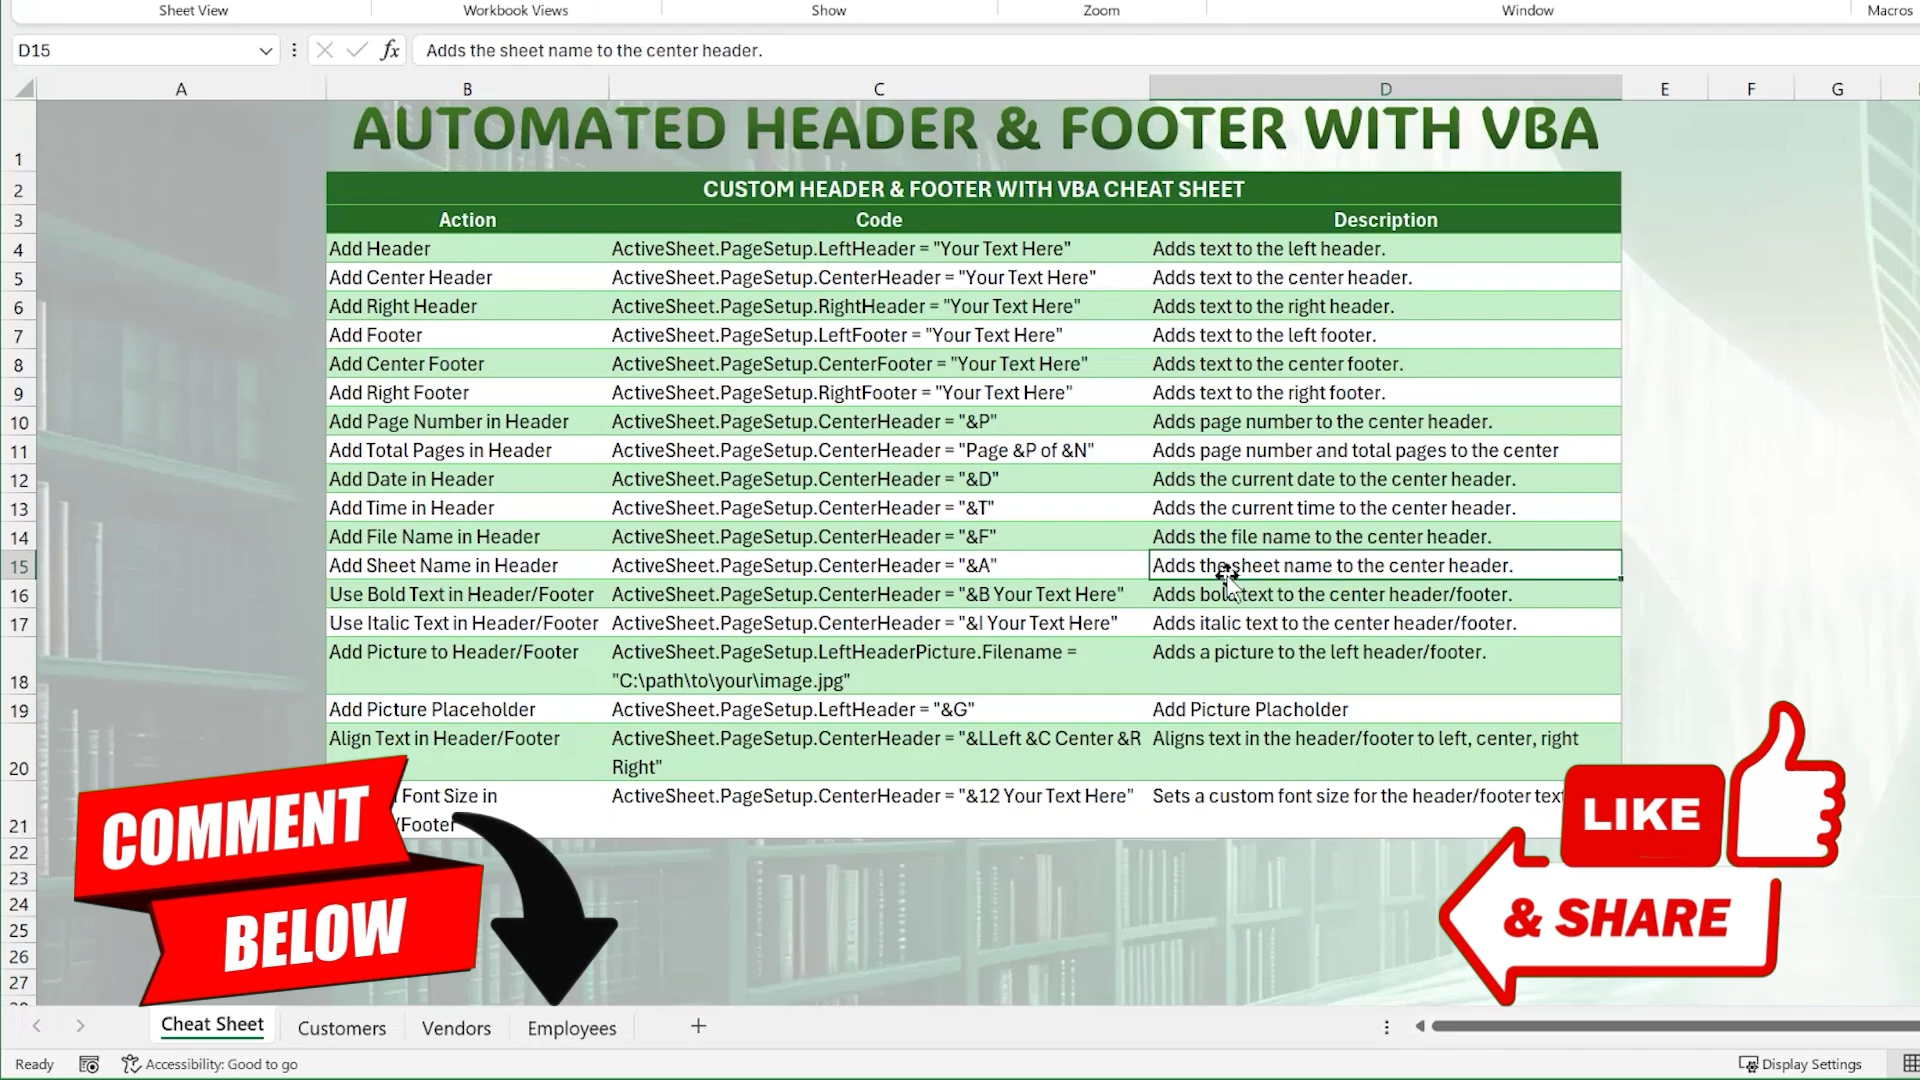 Sheet View Workbook Views Show Zoom Window Macros
D15 fx Adds the sheet name to the center header.
A B C D E F G
1 AUTOMATED HEADER & FOOTER WITH VBA
2 CUSTOM HEADER & FOOTER WITH VBA CHEAT SHEET
3 Action Code Description
4 Add Header ActiveSheet.PageSetup.LeftHeader = "Your Text Here" Adds text to the left header.
5 Add Center Header ActiveSheet.PageSetup.CenterHeader = "Your Text Here" Adds text to the center header.
6 Add Right Header ActiveSheet.PageSetup.RightHeader = "Your Text Here" Adds text to the right header.
7 Add Footer ActiveSheet.PageSetup.LeftFooter = "Your Text Here" Adds text to the left footer.
8 Add Center Footer ActiveSheet.PageSetup.CenterFooter = "Your Text Here" Adds text to the center footer.
9 Add Right Footer ActiveSheet.PageSetup.RightFooter = "Your Text Here" Adds text to the right footer.
10 Add Page Number in Header ActiveSheet.PageSetup.CenterHeader = "&P" Adds page number to the center header.
11 Add Total Pages in Header ActiveSheet.PageSetup.CenterHeader = "Page &P of &N" Adds page number and total pages to the center
12 Add Date in Header ActiveSheet.PageSetup.CenterHeader = "&D" Adds the current date to the center header.
13 Add Time in Header ActiveSheet.PageSetup.CenterHeader = "&T" Adds the current time to the center header.
14 Add File Name in Header ActiveSheet.PageSetup.CenterHeader = "&F" Adds the file name to the center header.
15 Add Sheet Name in Header ActiveSheet.PageSetup.CenterHeader = "&A" Adds the sheet name to the center header.
16 Use Bold Text in Header/Footer ActiveSheet.PageSetup.CenterHeader = "&B Your Text Here" Adds bold text to the center header/footer.
17 Use Italic Text in Header/Footer ActiveSheet.PageSetup.CenterHeader = "&I Your Text Here" Adds italic text to the center header/footer.
Add Picture to Header/Footer ActiveSheet.PageSetup.LeftHeaderPicture.Filename = Adds a picture to the left header/footer.
18 "C:\path\to\your\image.jpg"
19 Add Picture Placeholder ActiveSheet.PageSetup.LeftHeader = "&G" Add Picture Placholder
Align Text in Header/Footer ActiveSheet.PageSetup.CenterHeader = "&LLeft &C Center &R Aligns text in the header/footer to left, center, right
20 Right"
Font Size in ActiveSheet.PageSetup.CenterHeader = "&12 Your Text Here" Sets a custom font size for the header/footer text
21 /Footer
22
23
24
25
26
27
COMMENT
BELOW
LIKE
& SHARE
Cheat Sheet Customers Vendors Employees
Ready Accessibility: Good to go Display Settings